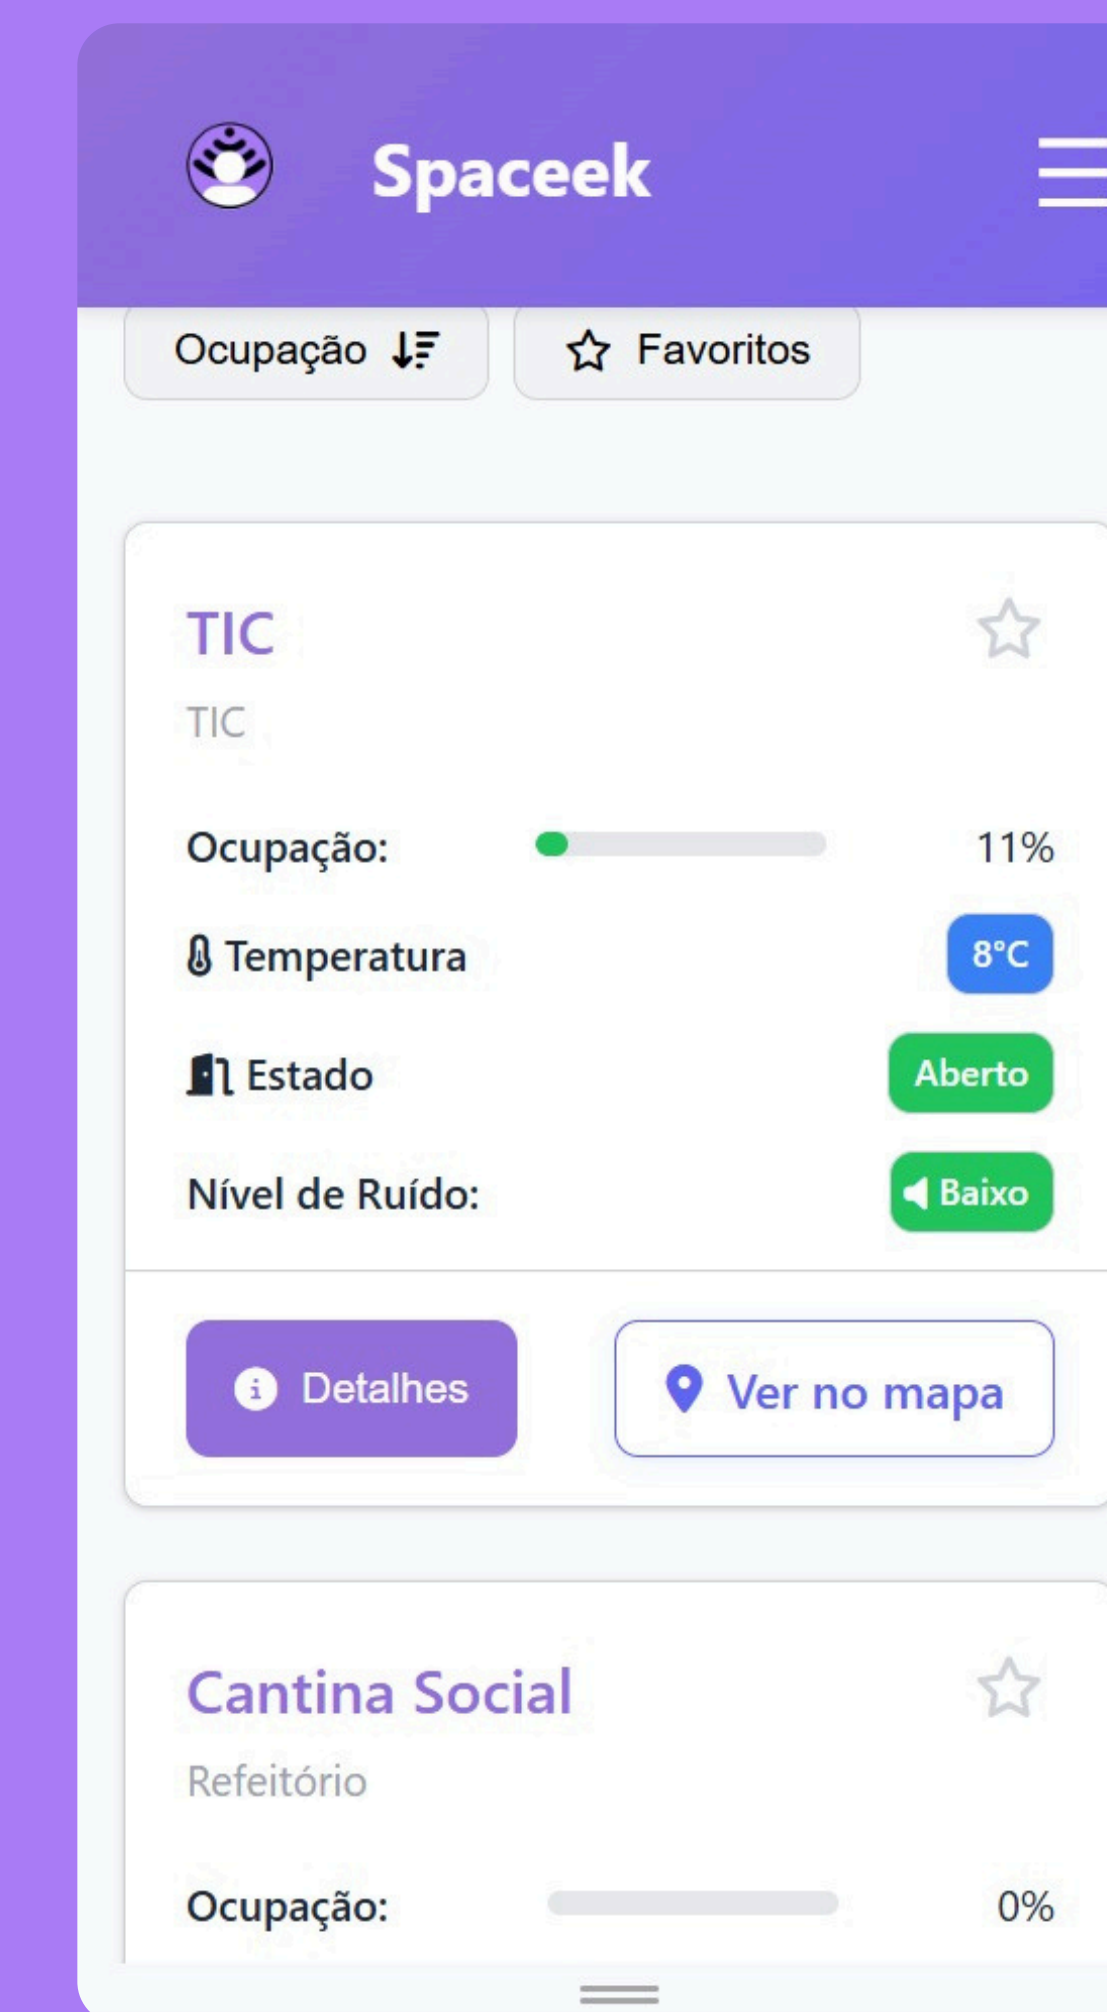 Spaceek
Ocupação Favoritos
TIC
TIC
Ocupação: 11%
Temperatura 8°C
Estado Aberto
Nível de Ruído: Baixo
Detalhes Ver no mapa
Cantina Social
Refeitório
Ocupação: 0%